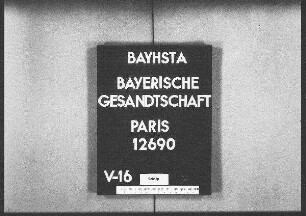 BAYHSTA
BAYERISCHE
GESANDTSCHAFT
PARIS
12690
V-16